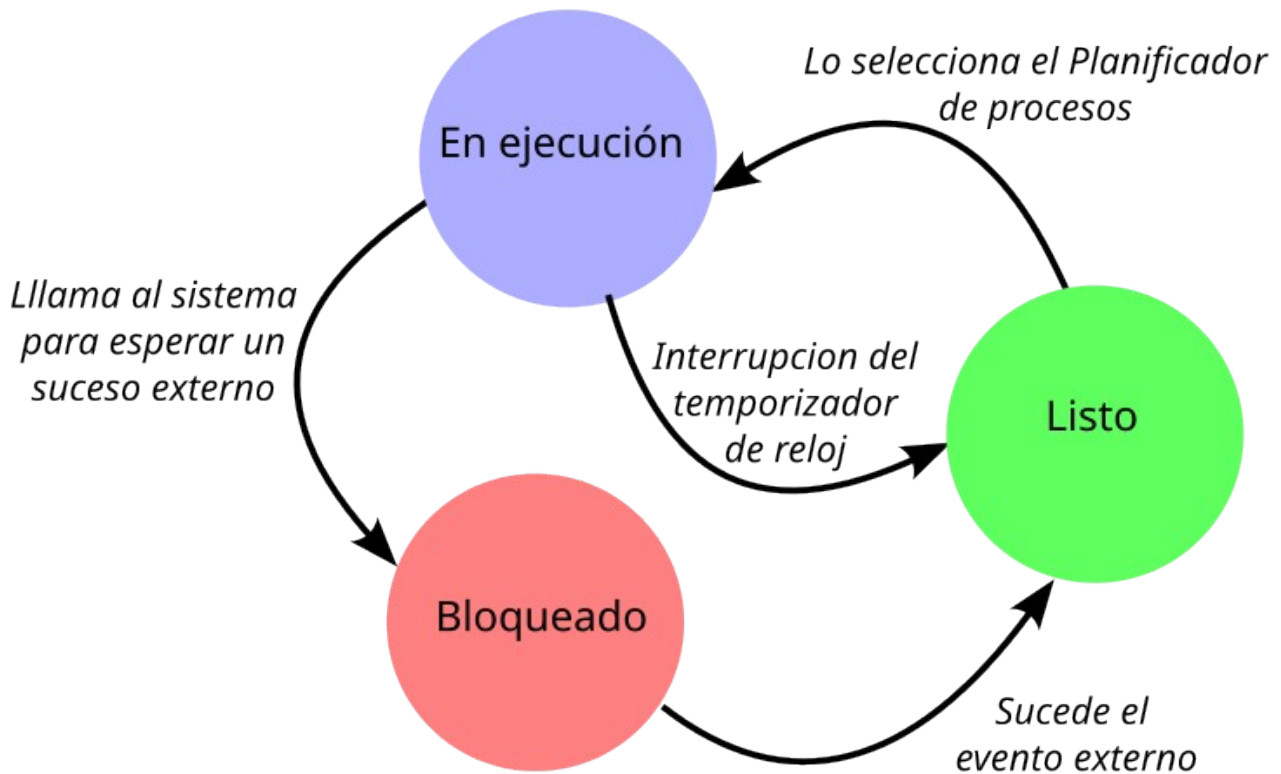 Lo selecciona el Planificador
de procesos
En ejecución
Lllama al sistema
para esperar un
suceso externo
Interrupcion del
temporizador
de reloj
Listo
Bloqueado
Sucede el
evento externo